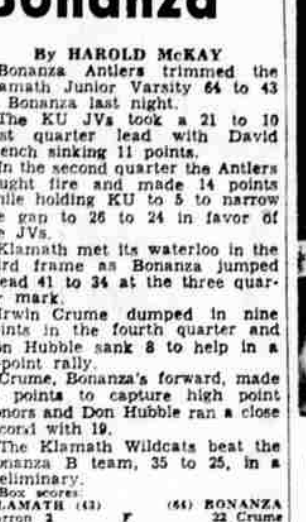 Bonanza
By HAROLD McKAY
Bonanza Antlers trimmed the
amath Junior Varsity 64 to 43
Bonanza last night.
The KU JVs took a 21 to 10
st quarter lead with David
ench sinking 11 points.
In the second quarter the Antlers
ught fire and made 14 points
ile holding KU to 5 to narrow
e gap to 26 to 24 in favor of
e JVs.
Klamath met its waterloo in the
ird frame as Bonanza jumped
ead 41 to 34 at the three quar-
r mark.
Irwin Crume dumped in nine
ints in the fourth quarter and
on Hubble sank 8 to help in a
point rally.
Crume, Bonanza's forward, made
points to capture high point
nors and Don Hubble ran a close
cond with 19.
The Klamath Wildcats beat the
onanza B team, 35 to 25, in a
eliminary.
Box scores:
LAMATH (43) (64) BONANZA
arron 2 F 22 Crume